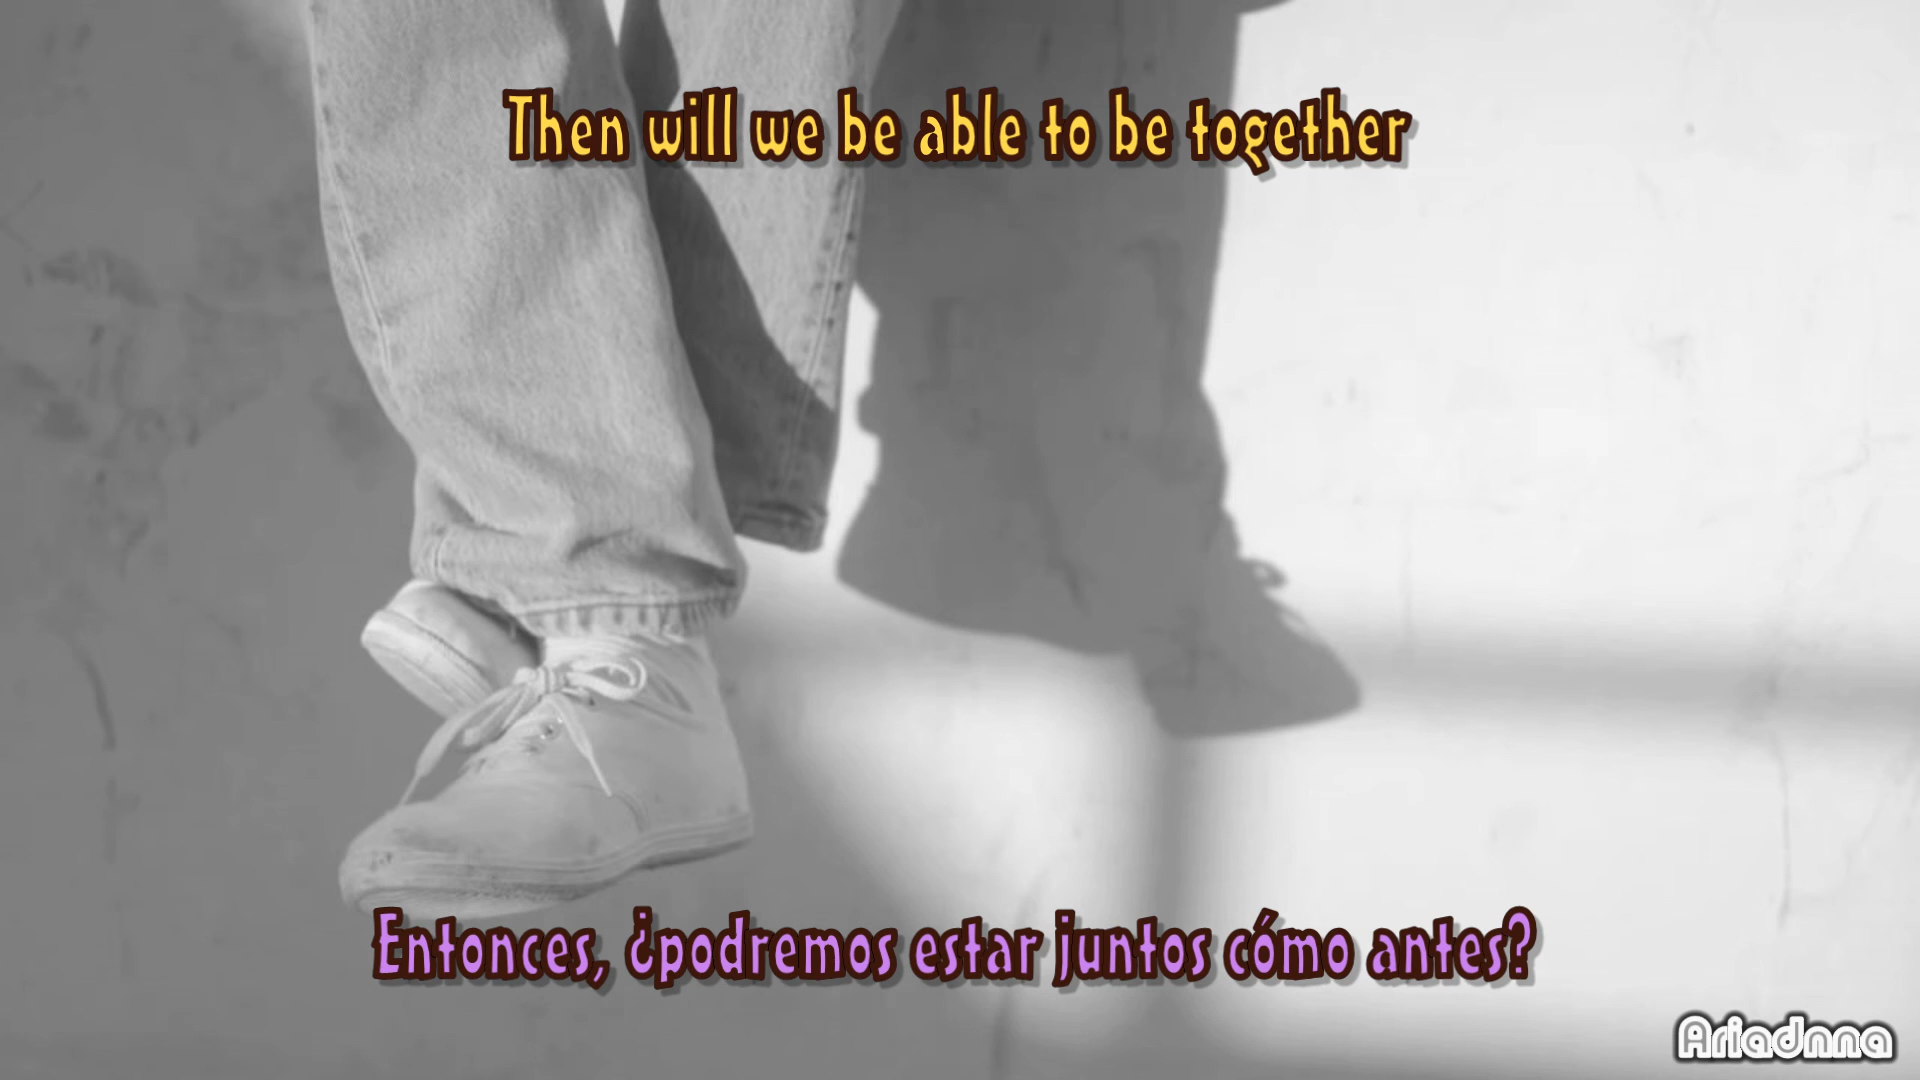 Then will we be able to be together
Entonces, ¿podremos estar juntos cómo antes?
Ariadnna